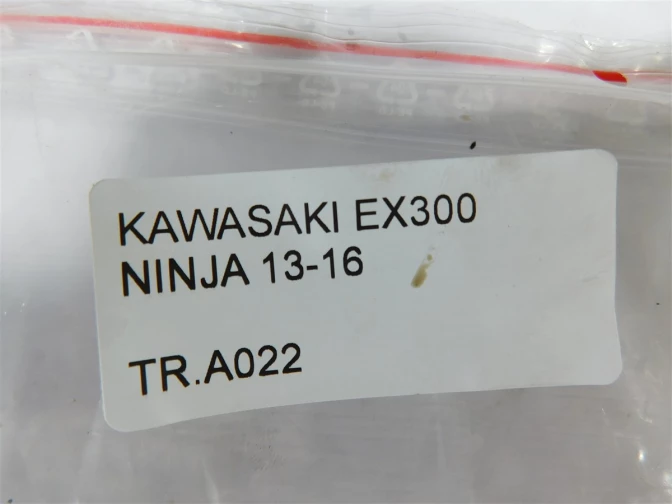 KAWASAKI EX300
NINJA 13-16
TR.A022